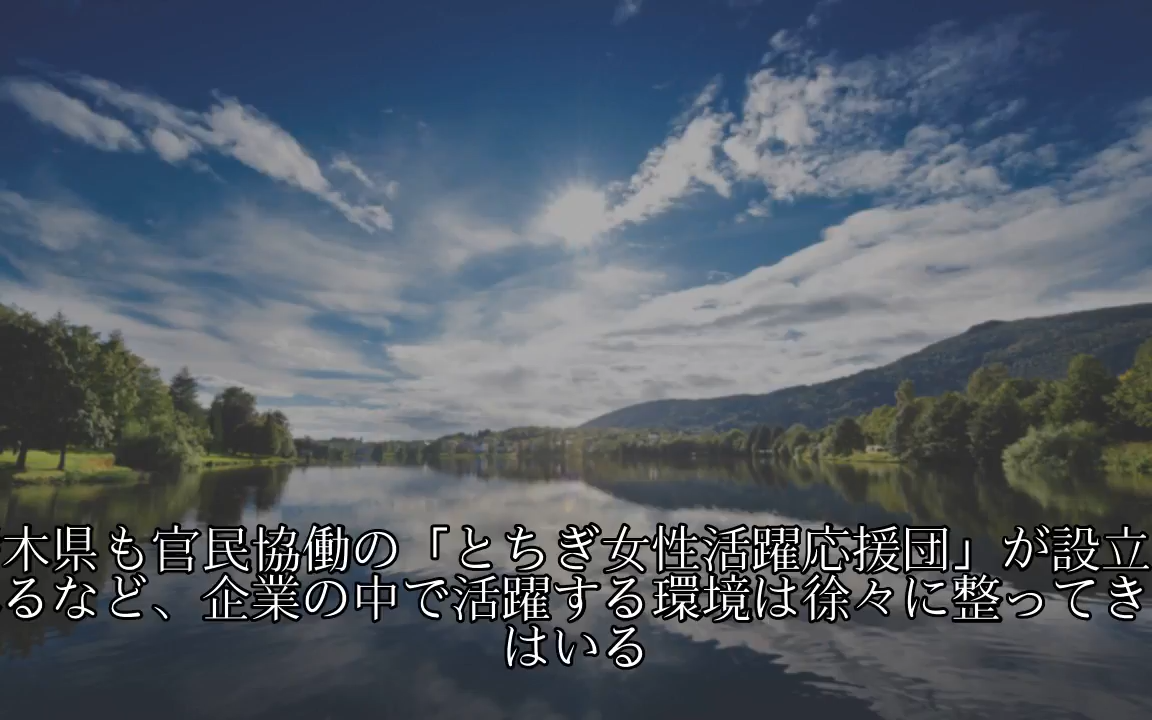 木県も官民協働の「とちぎ女性活躍応援団」が設立
るなど、企業の中で活躍する環境は徐々に整ってき
はいる